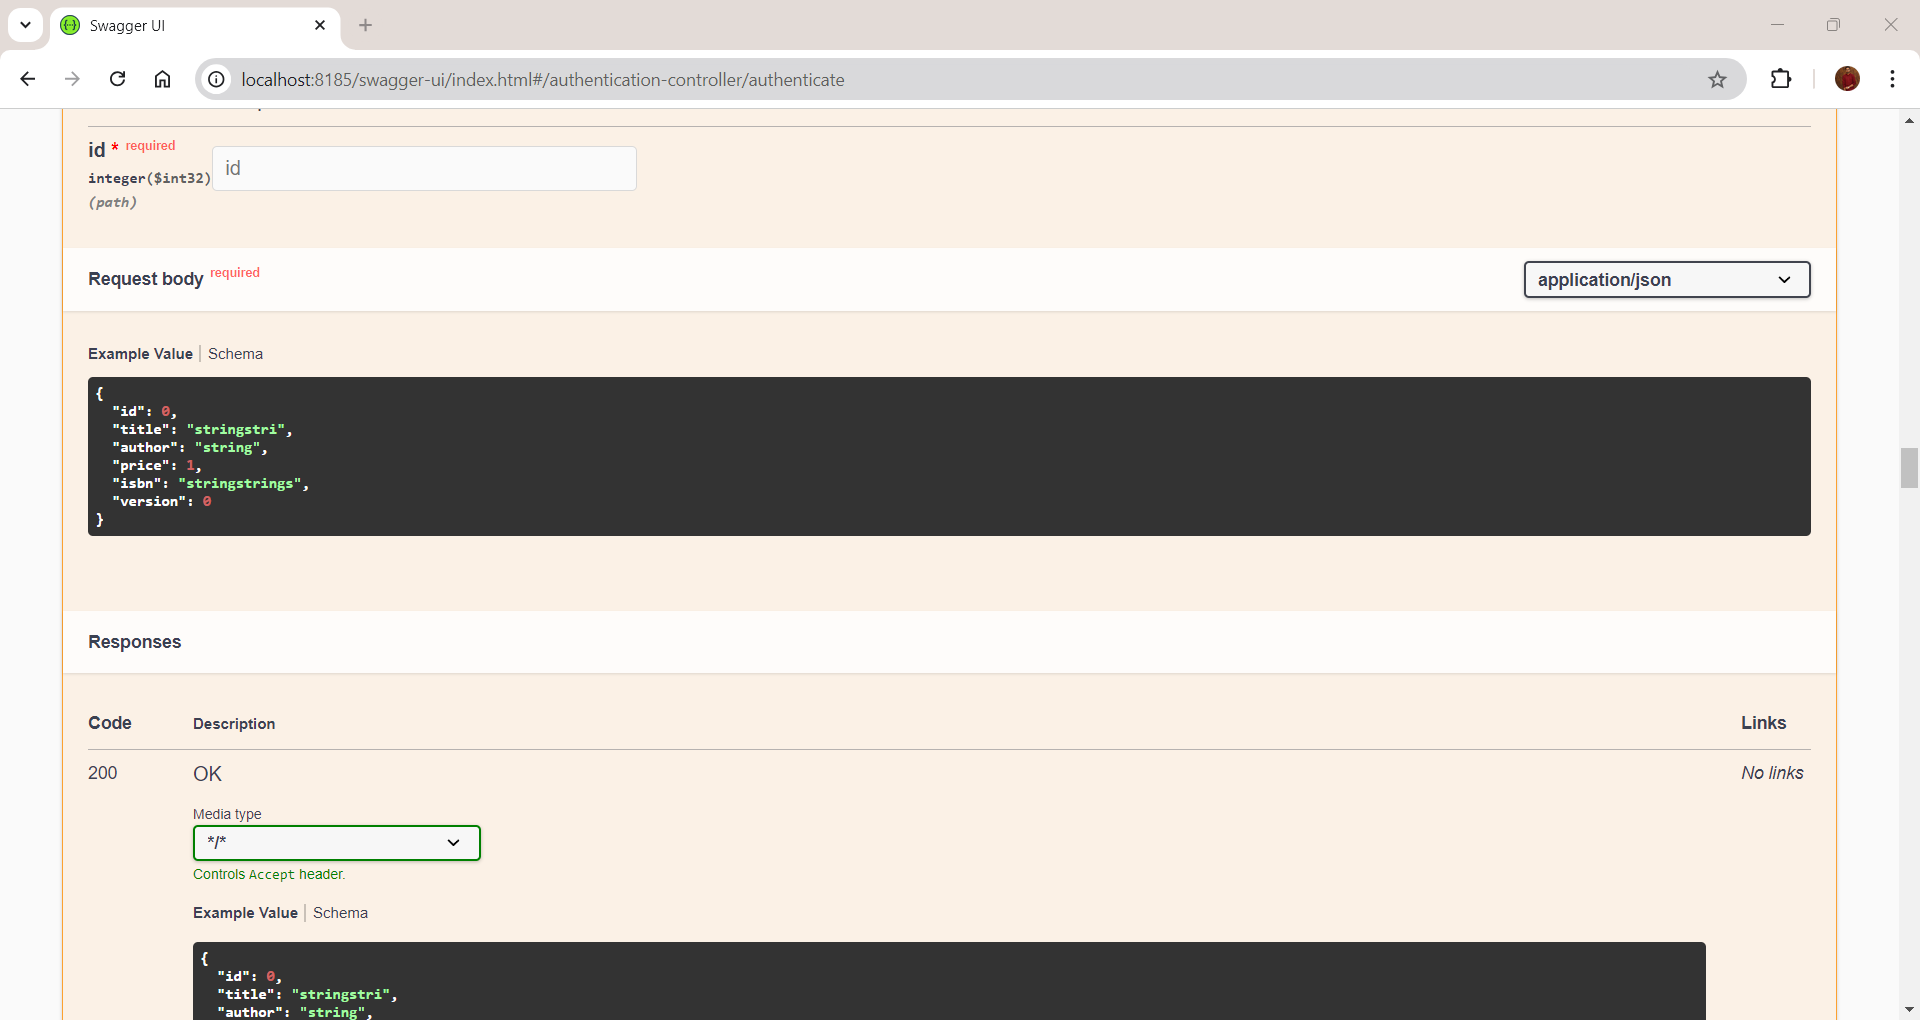 Swagger UI
localhost:8185/swagger-ui/index.html#/authentication-controller/authenticate
id * required
integer($int32)
(path)
id
Request body required
application/json
Example Value | Schema
{
  "id": 0,
  "title": "stringstri",
  "author": "string",
  "price": 1,
  "isbn": "stringstrings",
  "version": 0
}
Responses
Code Description Links
200 OK No links
Media type
*/*
Controls Accept header.
Example Value | Schema
{
  "id": 0,
  "title": "stringstri",
  "author": "string",